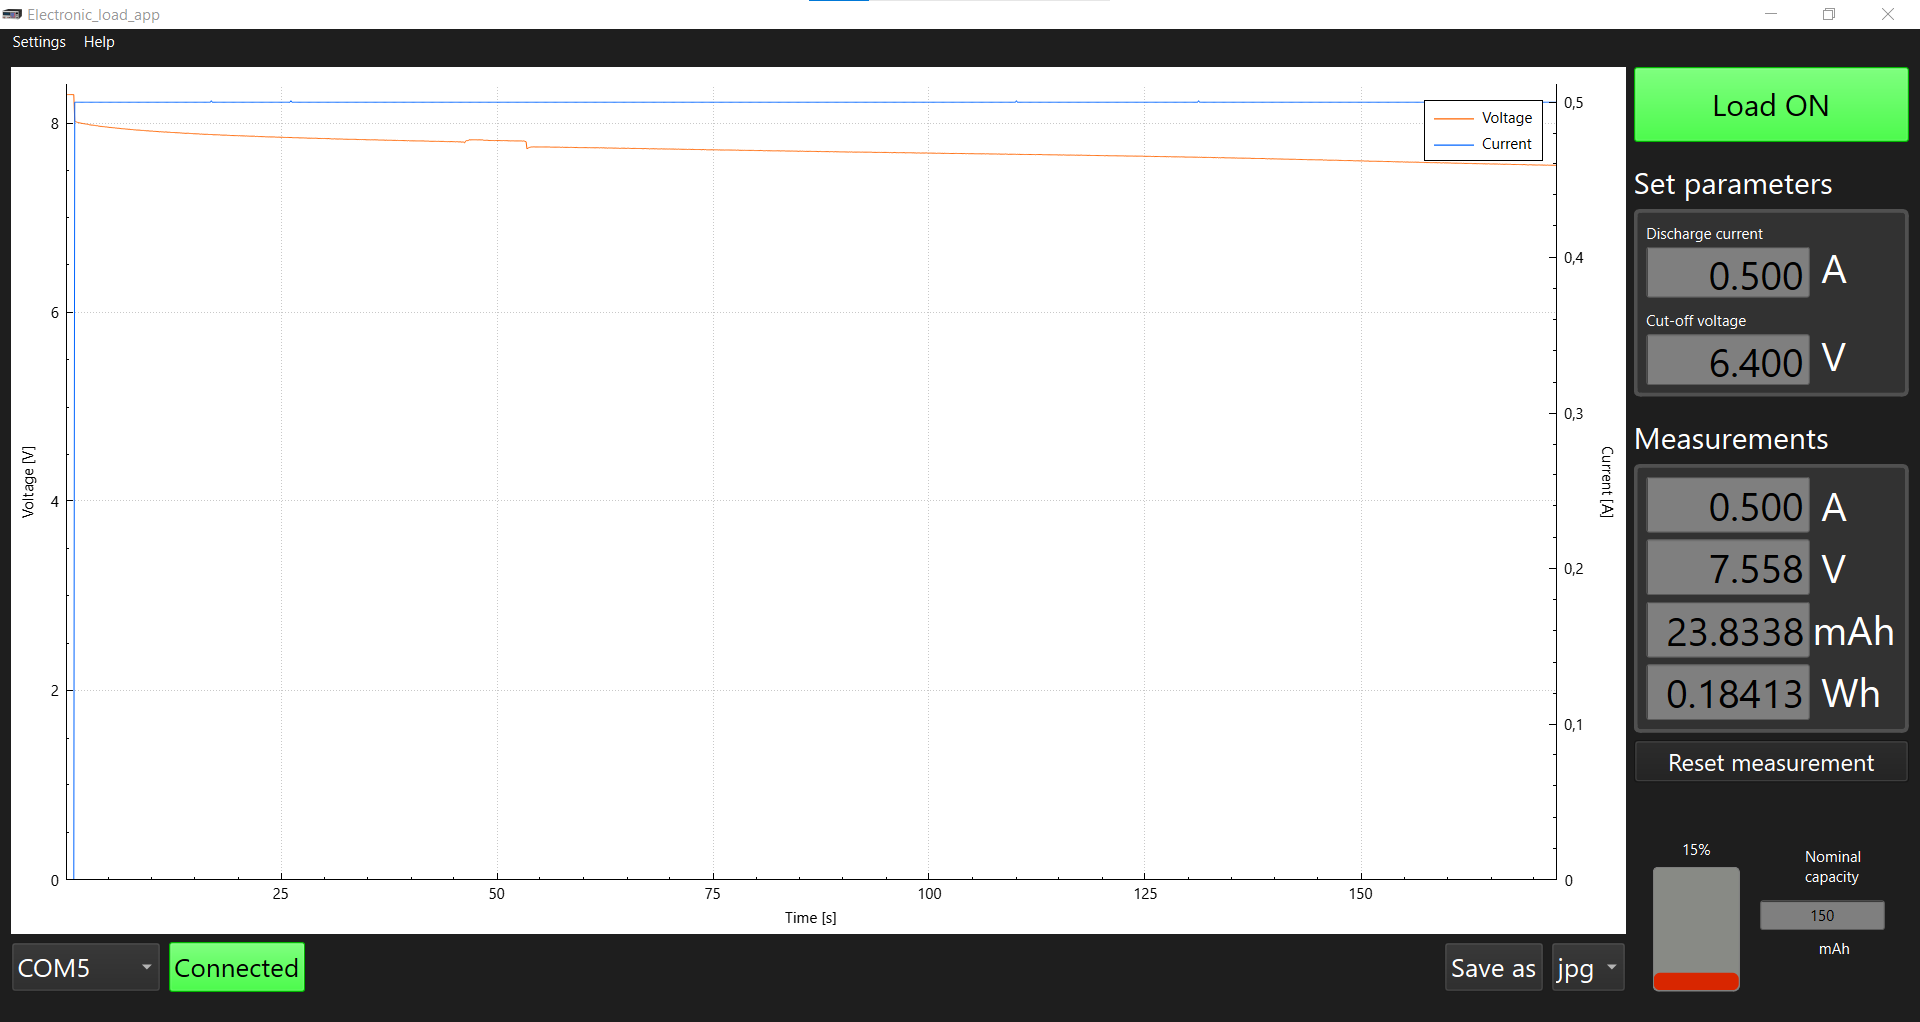 Electronic_load_app
Settings Help
Load ON
Voltage
Current
8
6
4
2
0
Voltage [V]
0,5
0,4
0,3
0,2
0,1
0
Current [A]
25 50 75 100 125 150
Time [s]
Set parameters
Discharge current
0.500 A
Cut-off voltage
6.400 V
Measurements
0.500 A
7.558 V
23.8338 mAh
0.18413 Wh
Reset measurement
15%
Nominal
capacity
150
mAh
COM5 Connected Save as jpg